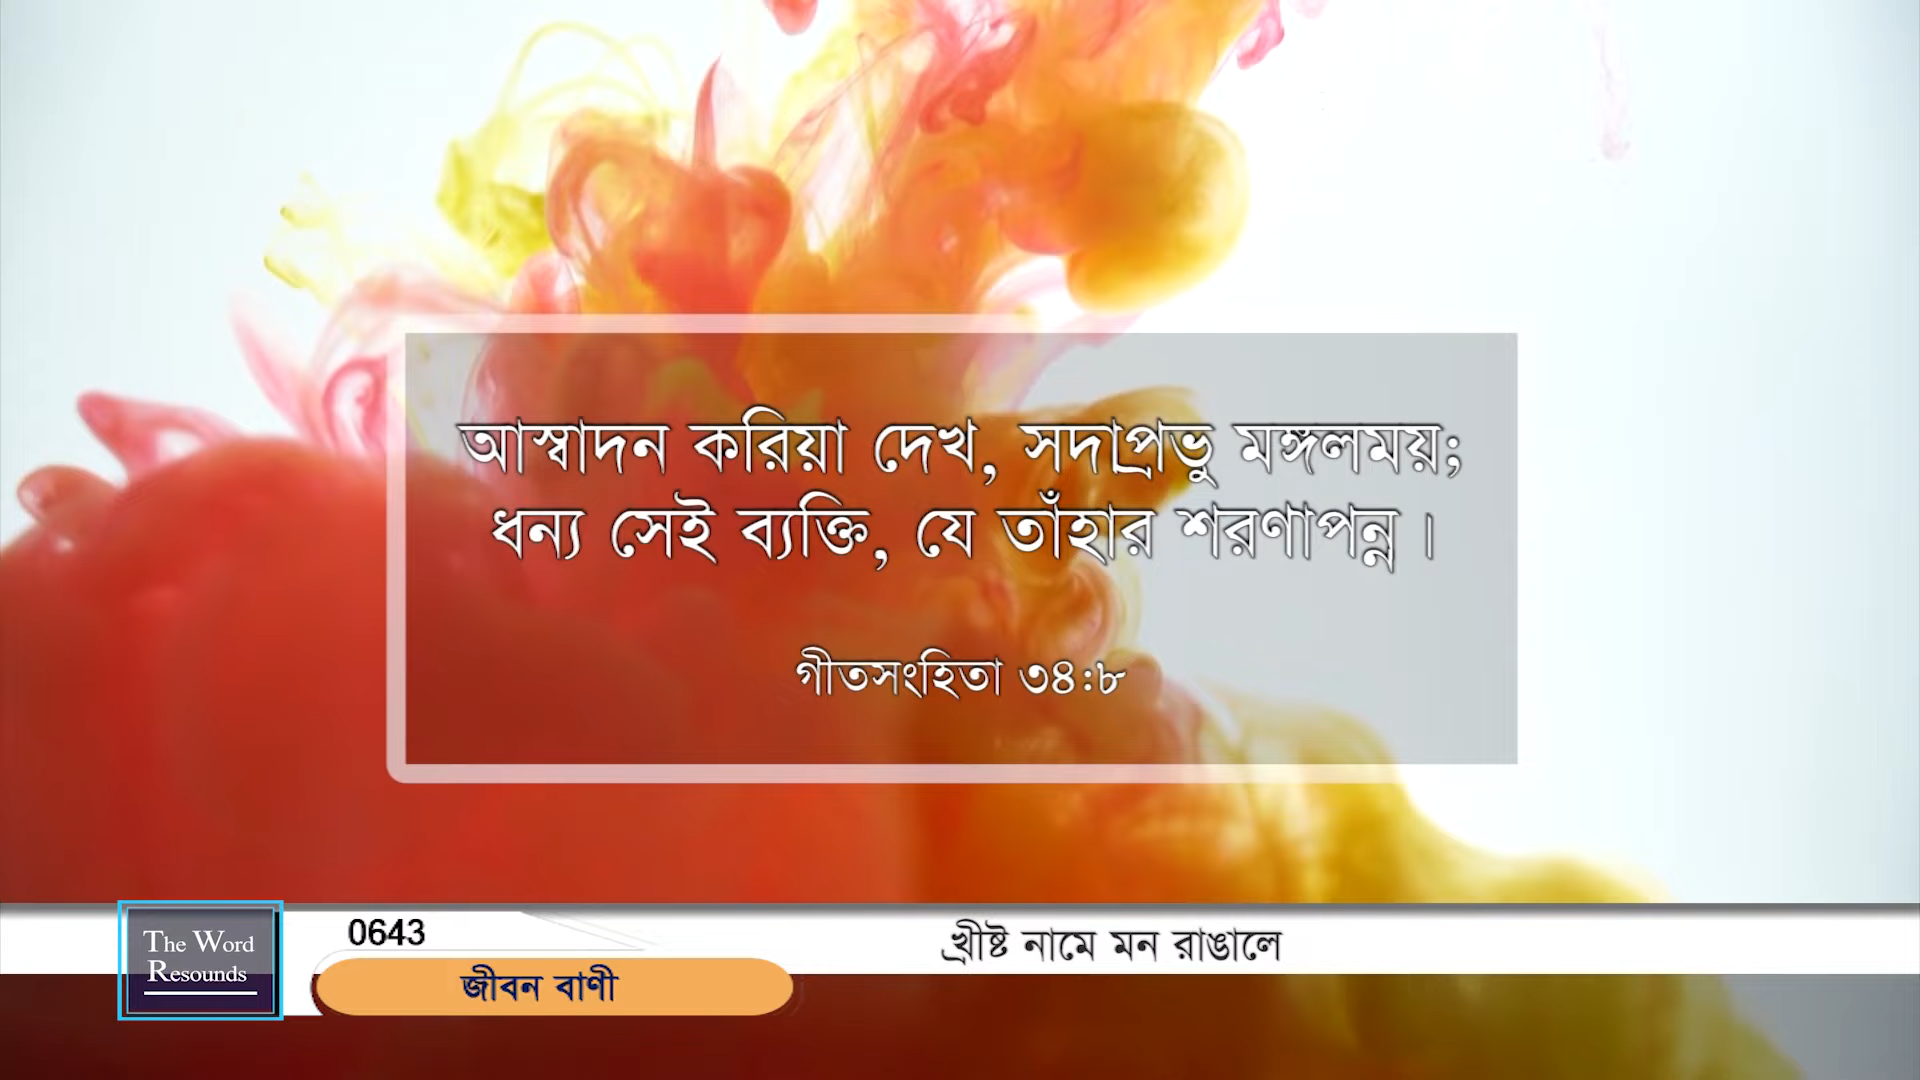 আস্বাদন করিয়া দেখ, সদাপ্রভু মঙ্গলময়;
ধন্য সেই ব্যক্তি, যে তাঁহার শরণাপন্ন।
গীতসংহিতা ৩৪:৮
The Word
Resounds
0643
জীবন বাণী
খ্রীষ্ট নামে মন রাঙালে